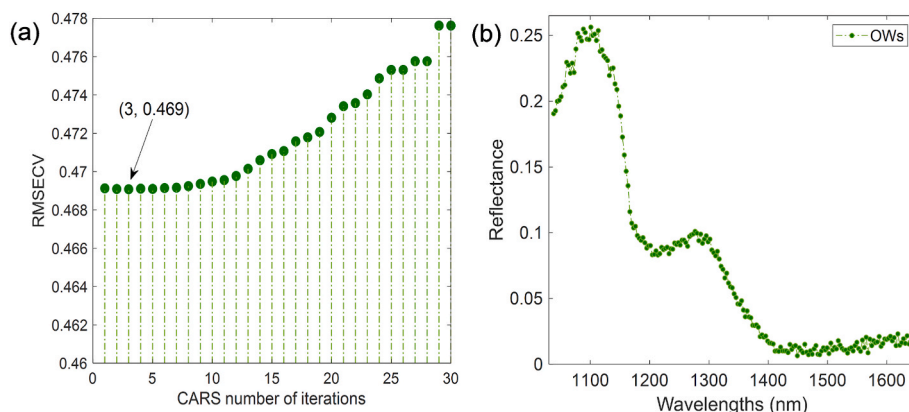 (a)
RMSECV
0.478
0.476
0.474
0.472
0.47
0.468
0.466
0.464
0.462
0.46
(3, 0.469)
0 5 10 15 20 25 30
CARS number of iterations
(b)
Reflectance
0.25
0.2
0.15
0.1
0.05
0
OWs
1100 1200 1300 1400 1500 1600
Wavelengths (nm)